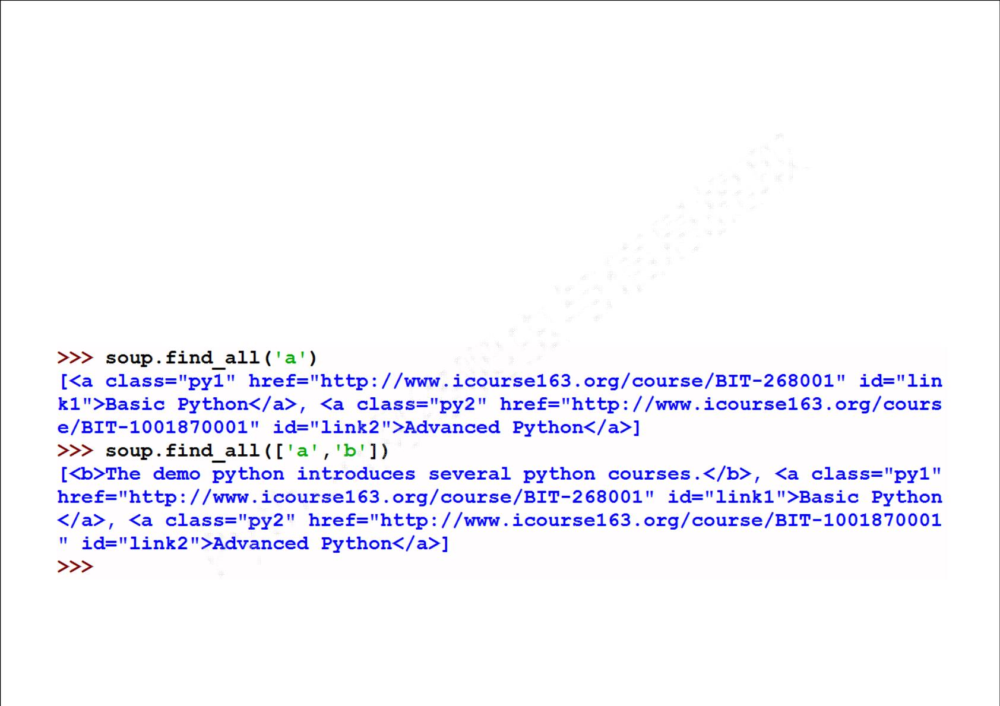 >>> soup.find_all('a')
[<a class="py1" href="http://www.icourse163.org/course/BIT-268001" id="lin
k1">Basic Python</a>, <a class="py2" href="http://www.icourse163.org/cours
e/BIT-1001870001" id="link2">Advanced Python</a>]
>>> soup.find_all(['a','b'])
[<b>The demo python introduces several python courses.</b>, <a class="py1"
href="http://www.icourse163.org/course/BIT-268001" id="link1">Basic Python
</a>, <a class="py2" href="http://www.icourse163.org/course/BIT-1001870001
" id="link2">Advanced Python</a>]
>>>